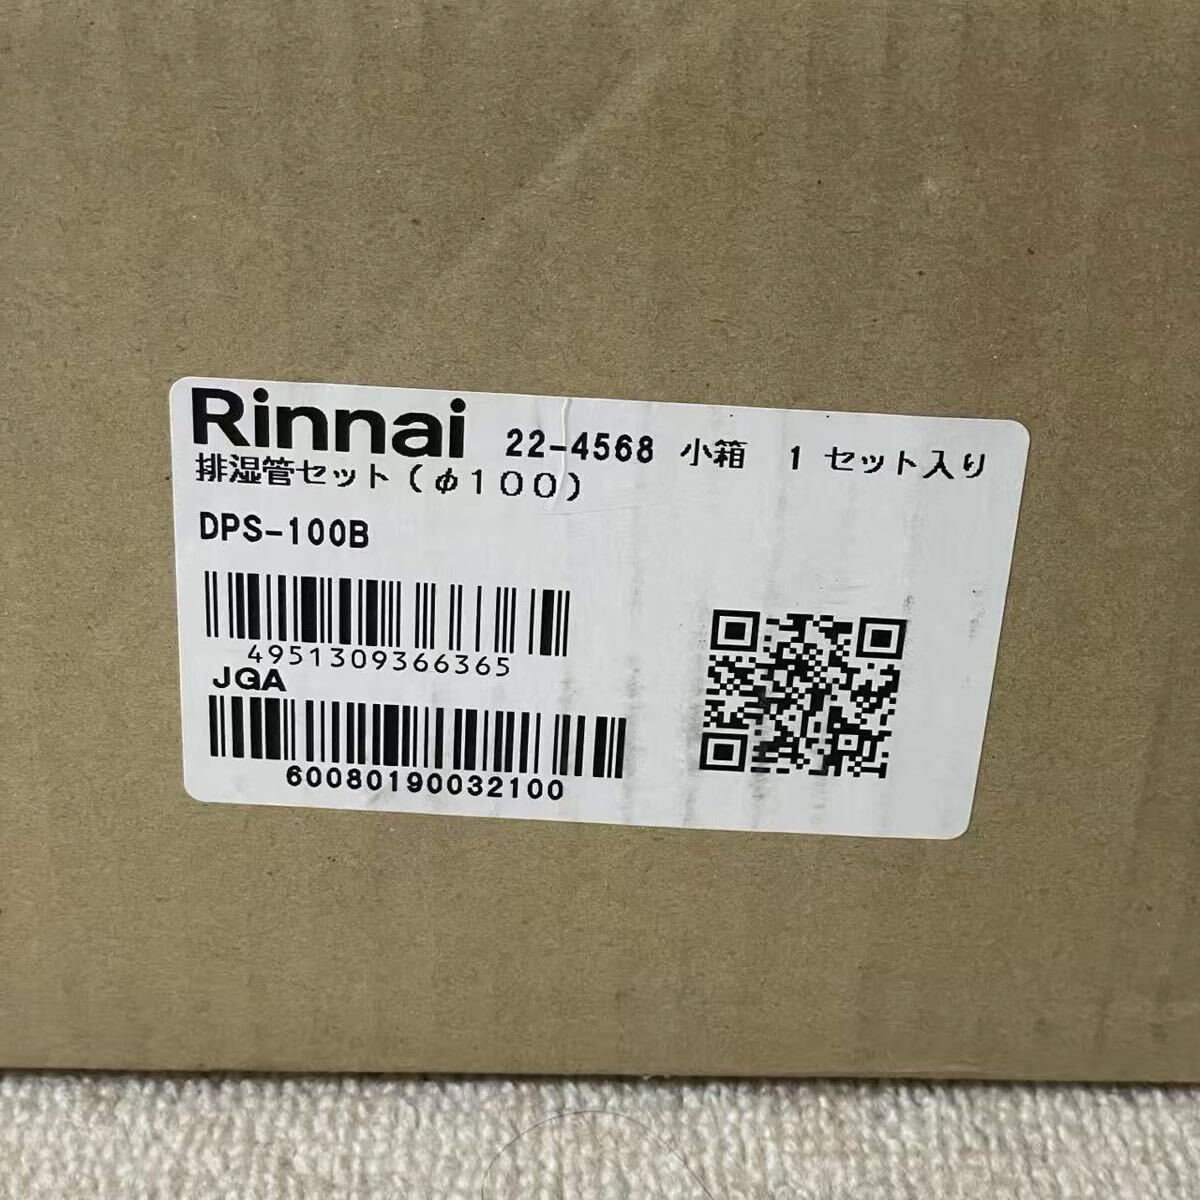 Rinnai 22-4568 小箱 1 セット入り
排湿管セット(φ100)
DPS-100B
4951309366365
JGA
60080190032100